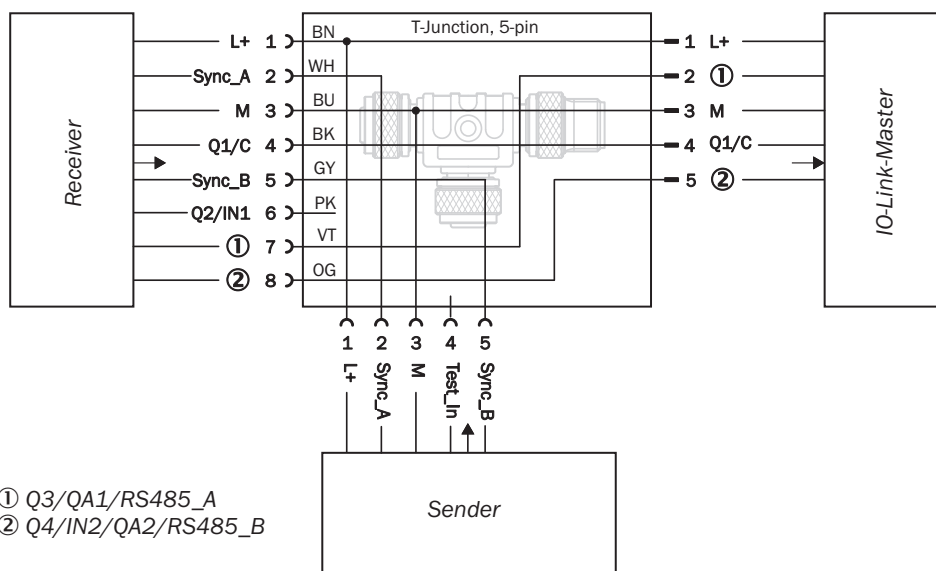 T-Junction, 5-pin
L+ 1 BN 1 L+
Sync_A 2 WH 2 ①
M 3 BU 3 M
Q1/C 4 BK 4 Q1/C
Sync_B 5 GY 5 ②
Q2/IN1 6 PK
① 7 VT
② 8 OG
Receiver
IO-Link-Master
1 2 3 4 5
L+ Sync_A M Test_In Sync_B
Sender
① Q3/QA1/RS485_A
② Q4/IN2/QA2/RS485_B